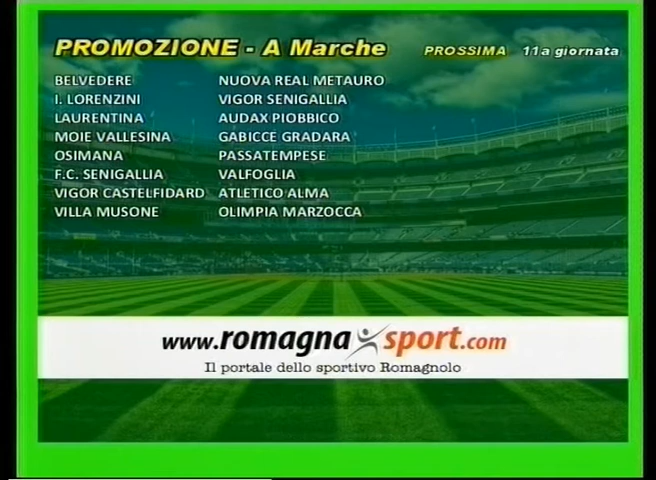 PROMOZIONE - A Marche PROSSIMA 11a giornata
BELVEDERE NUOVA REAL METAURO
I. LORENZINI VIGOR SENIGALLIA
LAURENTINA AUDAX PIOBBICO
MOIE VALLESINA GABICCE GRADARA
OSIMANA PASSATEMPESE
F.C. SENIGALLIA VALFOGLIA
VIGOR CASTELFIDARD ATLETICO ALMA
VILLA MUSONE OLIMPIA MARZOCCA
www.romagnasport.com
Il portale dello sportivo Romagnolo